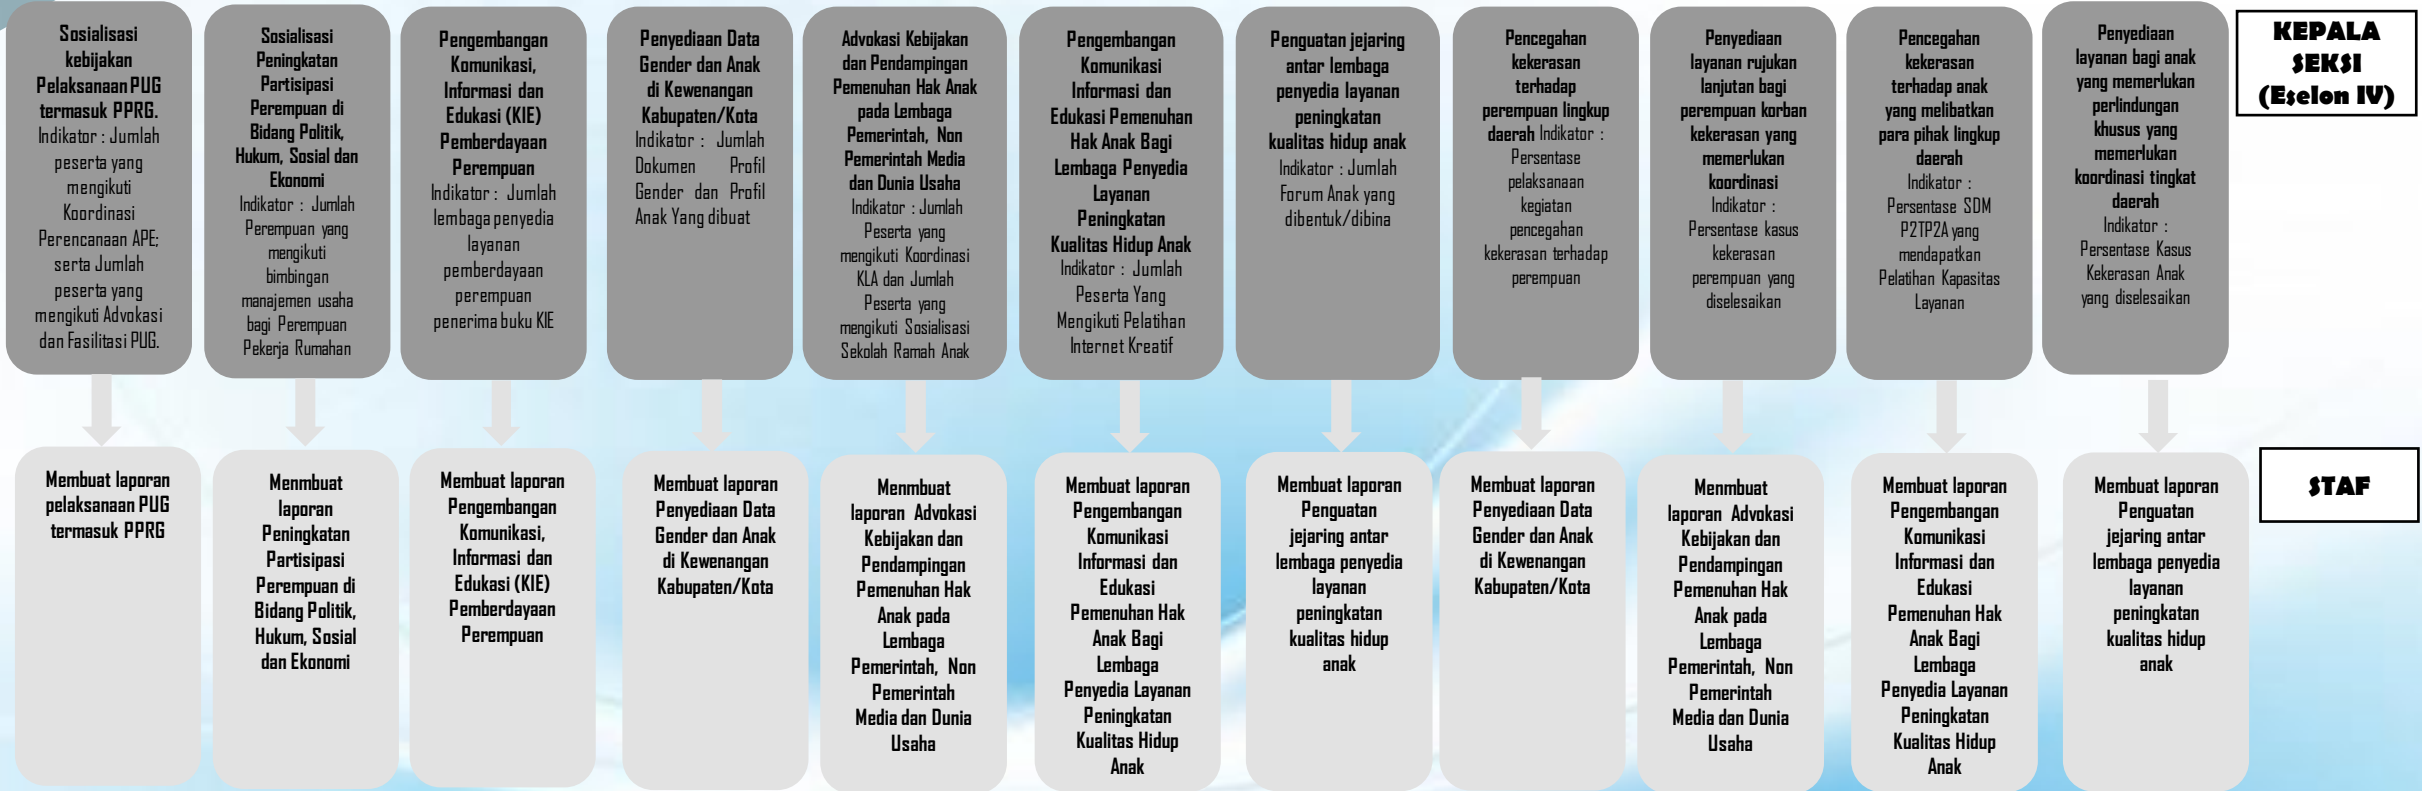 Sosialisasi
kebijakan
Pelaksanaan PUG
termasuk PPRG.
Indikator : Jumlah
peserta yang
mengikuti
Koordinasi
Perencanaan APE;
serta Jumlah
peserta yang
mengikuti Advokasi
dan Fasilitasi PUG.
Sosialisasi
Peningkatan
Partisipasi
Perempuan di
Bidang Politik,
Hukum, Sosial dan
Ekonomi
Indikator : Jumlah
Perempuan yang
mengikuti
bimbingan
manajemen usaha
bagi Perempuan
Pekerja Rumahan
Pengembangan
Komunikasi,
Informasi dan
Edukasi (KIE)
Pemberdayaan
Perempuan
Indikator : Jumlah
lembaga penyedia
layanan
pemberdayaan
perempuan
penerima buku KIE
Penyediaan Data
Gender dan Anak
di Kewenangan
Kabupaten/Kota
Indikator : Jumlah
Dokumen Profil
Gender dan Profil
Anak Yang dibuat
Advokasi Kebijakan
dan Pendampingan
Pemenuhan Hak Anak
pada Lembaga
Pemerintah, Non
Pemerintah Media
dan Dunia Usaha
Indikator : Jumlah
Peserta yang
mengikuti Koordinasi
KLA dan Jumlah
Peserta yang
mengikuti Sosialisasi
Sekolah Ramah Anak
Pengembangan
Komunikasi
Informasi dan
Edukasi Pemenuhan
Hak Anak Bagi
Lembaga Penyedia
Layanan
Peningkatan
Kualitas Hidup Anak
Indikator : Jumlah
Peserta Yang
Mengikuti Pelatihan
Internet Kreatif
Penguatan jejaring
antar lembaga
penyedia layanan
peningkatan
kualitas hidup anak
Indikator : Jumlah
Forum Anak yang
dibentuk/dibina
Pencegahan
kekerasan
terhadap
perempuan lingkup
daerah Indikator :
Persentase
pelaksanaan
kegiatan
pencegahan
kekerasan terhadap
perempuan
Penyediaan
layanan rujukan
lanjutan bagi
perempuan korban
kekerasan yang
memerlukan
koordinasi
Indikator :
Persentase kasus
kekerasan
perempuan yang
diselesaikan
Pencegahan
kekerasan
terhadap anak
yang melibatkan
para pihak lingkup
daerah
Indikator :
Persentase SDM
P2TP2A yang
mendapatkan
Pelatihan Kapasitas
Layanan
Penyediaan
layanan bagi anak
yang memerlukan
perlindungan
khusus yang
memerlukan
koordinasi tingkat
daerah
Indikator :
Persentase Kasus
Kekerasan Anak
yang diselesaikan
KEPALA
SEKSI
(Eselon IV)
Membuat laporan
pelaksanaan PUG
termasuk PPRG
Menmbuat
laporan
Peningkatan
Partisipasi
Perempuan di
Bidang Politik,
Hukum, Sosial
dan Ekonomi
Membuat laporan
Pengembangan
Komunikasi,
Informasi dan
Edukasi (KIE)
Pemberdayaan
Perempuan
Membuat laporan
Penyediaan Data
Gender dan Anak
di Kewenangan
Kabupaten/Kota
Menmbuat
laporan Advokasi
Kebijakan dan
Pendampingan
Pemenuhan Hak
Anak pada
Lembaga
Pemerintah, Non
Pemerintah
Media dan Dunia
Usaha
Membuat laporan
Pengembangan
Komunikasi
Informasi dan
Edukasi
Pemenuhan Hak
Anak Bagi
Lembaga
Penyedia Layanan
Peningkatan
Kualitas Hidup
Anak
Membuat laporan
Penguatan
jejaring antar
lembaga penyedia
layanan
peningkatan
kualitas hidup
anak
Membuat laporan
Penyediaan Data
Gender dan Anak
di Kewenangan
Kabupaten/Kota
Menmbuat
laporan Advokasi
Kebijakan dan
Pendampingan
Pemenuhan Hak
Anak pada
Lembaga
Pemerintah, Non
Pemerintah
Media dan Dunia
Usaha
Membuat laporan
Pengembangan
Komunikasi
Informasi dan
Edukasi
Pemenuhan Hak
Anak Bagi
Lembaga
Penyedia Layanan
Peningkatan
Kualitas Hidup
Anak
Membuat laporan
Penguatan
jejaring antar
lembaga penyedia
layanan
peningkatan
kualitas hidup
anak
STAF